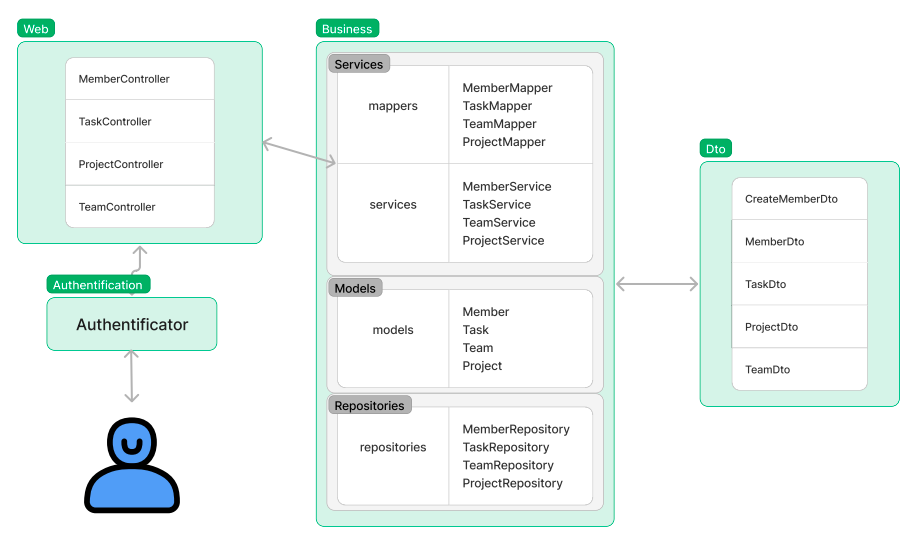 Web
MemberController
TaskController
ProjectController
TeamController
Authentification
Authentificator
Business
Services
mappers
MemberMapper
TaskMapper
TeamMapper
ProjectMapper
services
MemberService
TaskService
TeamService
ProjectService
Models
models
Member
Task
Team
Project
Repositories
repositories
MemberRepository
TaskRepository
TeamRepository
ProjectRepository
Dto
CreateMemberDto
MemberDto
TaskDto
ProjectDto
TeamDto